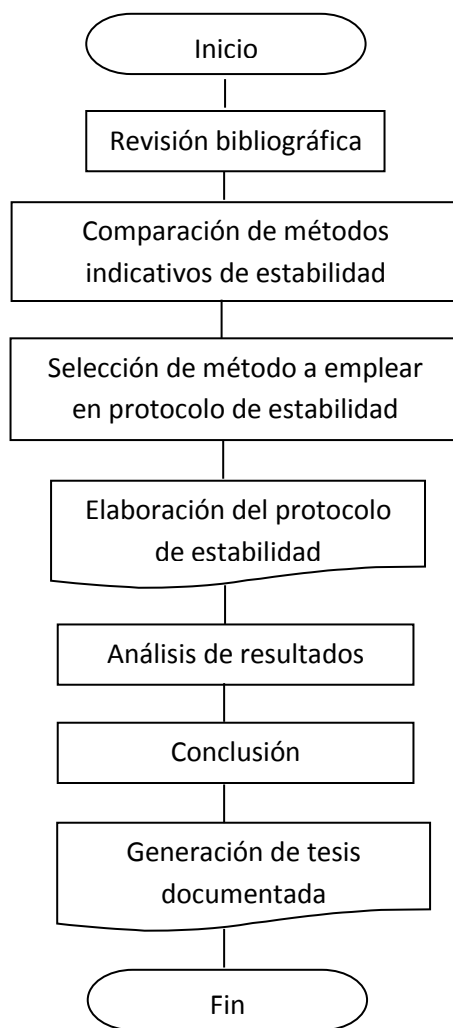 Inicio
Revisión bibliográfica
Comparación de métodos
indicativos de estabilidad
Selección de método a emplear
en protocolo de estabilidad
Elaboración del protocolo
de estabilidad
Análisis de resultados
Conclusión
Generación de tesis
documentada
Fin